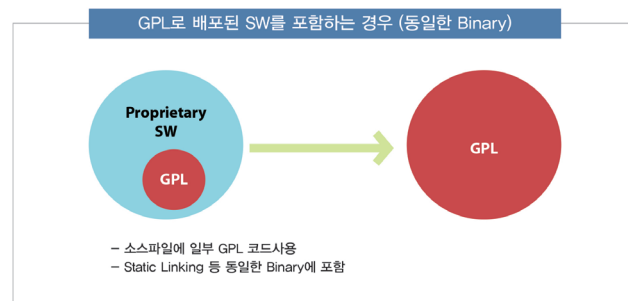 GPL로 배포된 SW를 포함하는 경우 (동일한 Binary)
Proprietary
SW
GPL
GPL
– 소스파일에 일부 GPL 코드사용
– Static Linking 등 동일한 Binary에 포함